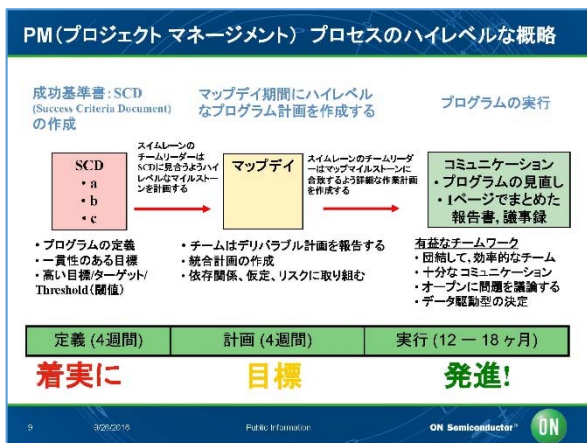 PM(プロジェクト マネージメント) プロセスのハイレベルな概略
成功基準書: SCD
(Success Criteria Document)
の作成
マップデイ期間にハイレベル
なプログラム計画を作成する
プログラムの実行
SCD
・a
・b
・c
スイムレーンの
チームリーダーは
SCDに見合うようハイ
レベルなマイルストー
ンを計画する
マップデイ
スイムレーンのチームリーダ
ーはマップマイルストーンに
合致するよう詳細な作業計画
を作成する
コミュニケーション
・プログラムの見直し
・1ページでまとめた
報告書, 議事録
・プログラムの定義
・一貫性のある目標
・高い目標/ターゲット/
Threshold(閾値)
・チームはデリバラブル計画を報告する
・統合計画の作成
・依存関係、仮定、リスクに取り組む
有益なチームワーク
・団結して, 効率的なチーム
・十分なコミュニケーション
・オープンに問題を議論する
・データ駆動型の決定
定義 (4週間)
計画 (4週間)
実行 (12 ー 18 ヶ月)
着実に
目標
発進!
9
9/26/2016
Public Information
ON Semiconductor®
ON